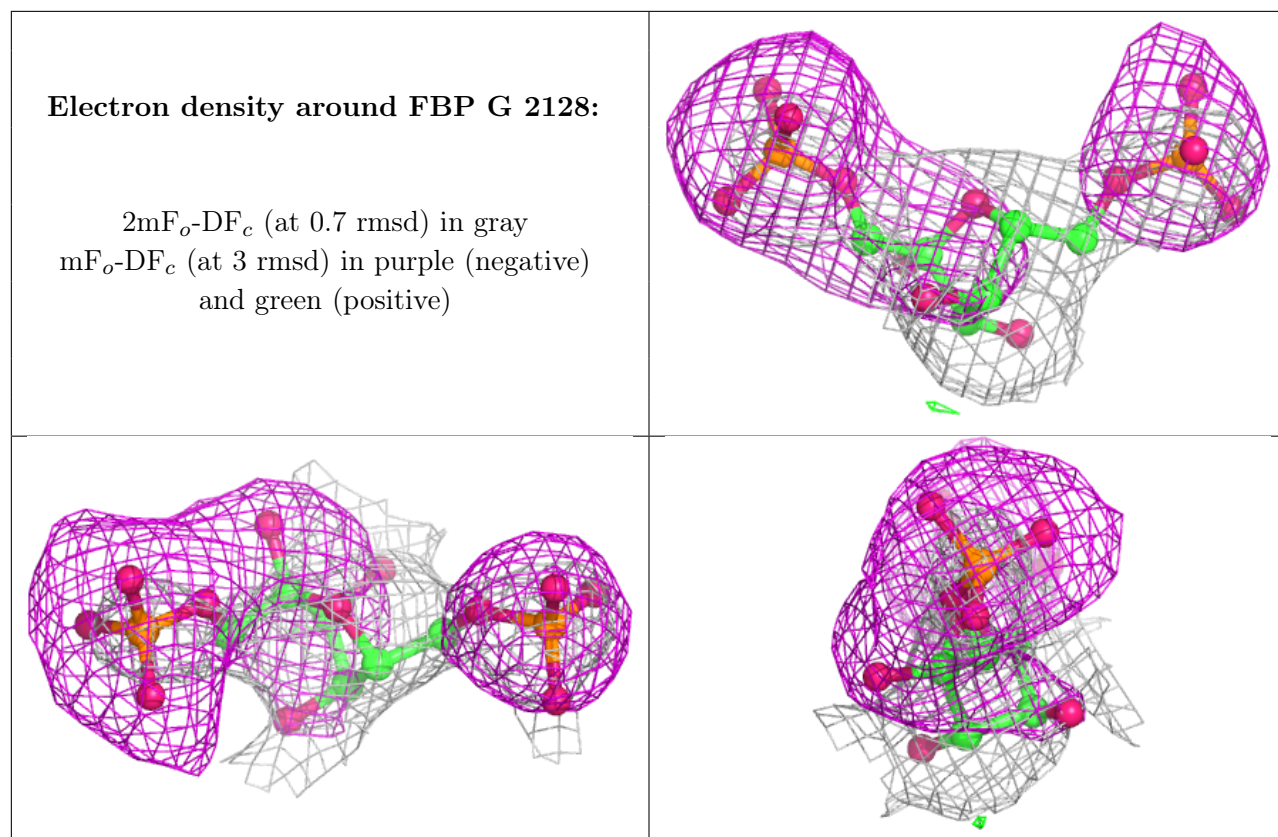 Electron density around FBP G 2128:
2mFₒ-DF𝒸 (at 0.7 rmsd) in gray
mFₒ-DF𝒸 (at 3 rmsd) in purple (negative)
and green (positive)